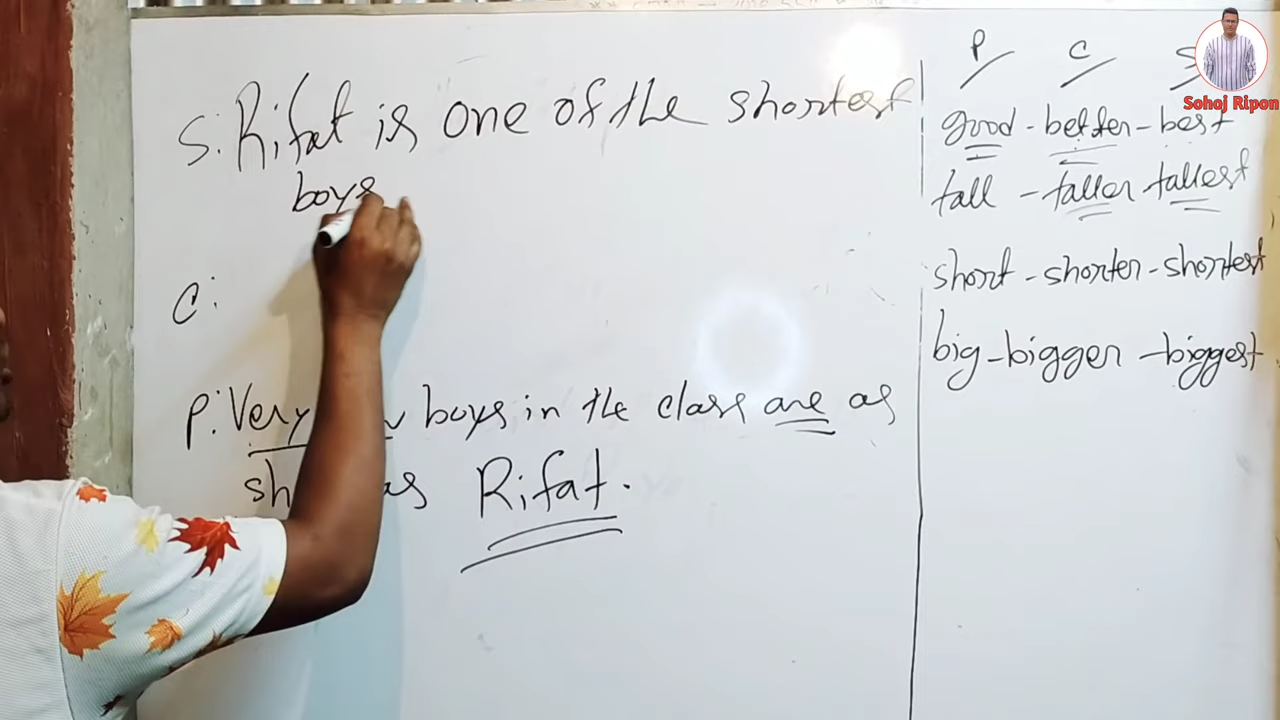 S: Rifat is one of the shortest
boys
C:
P: Very boys in the class are as
as Rifat.
P C S
good - better - best
tall - taller tallest
short - shorter - shortest
big - bigger - biggest
Sohoj Ripon